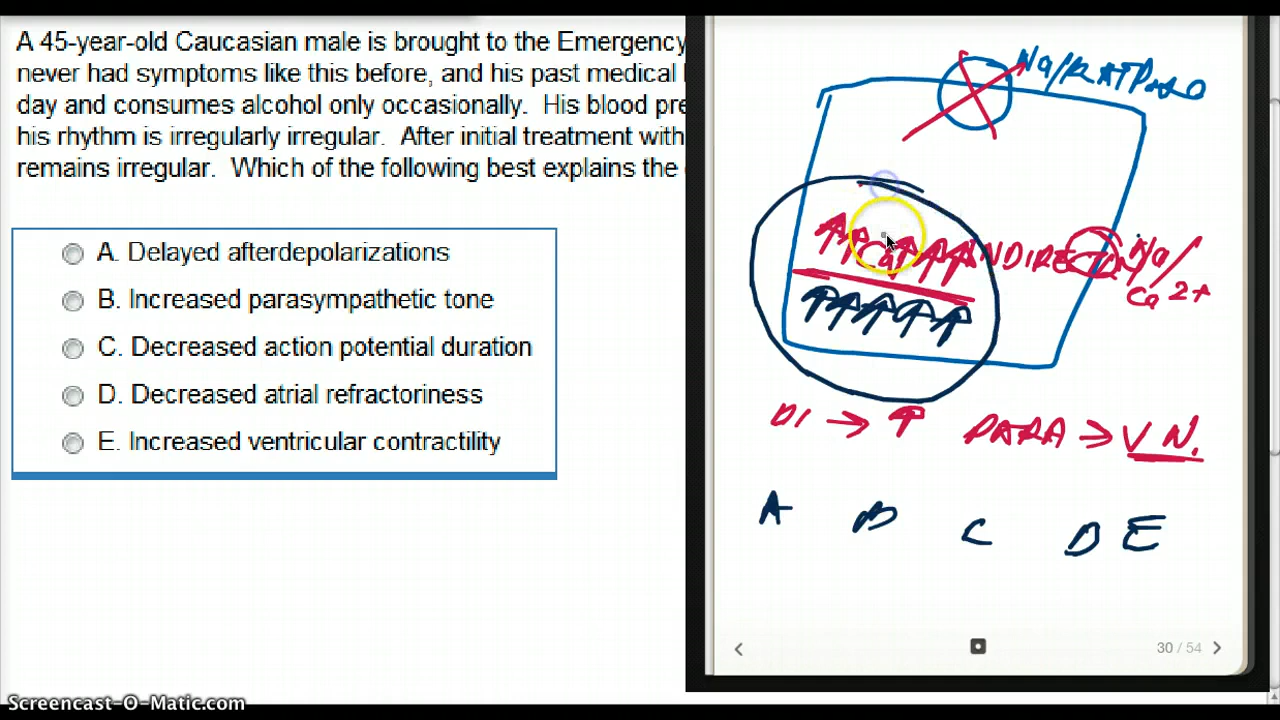 A 45-year-old Caucasian male is brought to the Emergency
never had symptoms like this before, and his past medical
day and consumes alcohol only occasionally. His blood pre
his rhythm is irregularly irregular. After initial treatment with
remains irregular. Which of the following best explains the
A. Delayed afterdepolarizations
B. Increased parasympathetic tone
C. Decreased action potential duration
D. Decreased atrial refractoriness
E. Increased ventricular contractility
Na/K ATPase
Ca INDIRECTLY Na/
Ca 2+
DI → ↑ PARA → V N.
A B C D E
30 / 54
Screencast-O-Matic.com